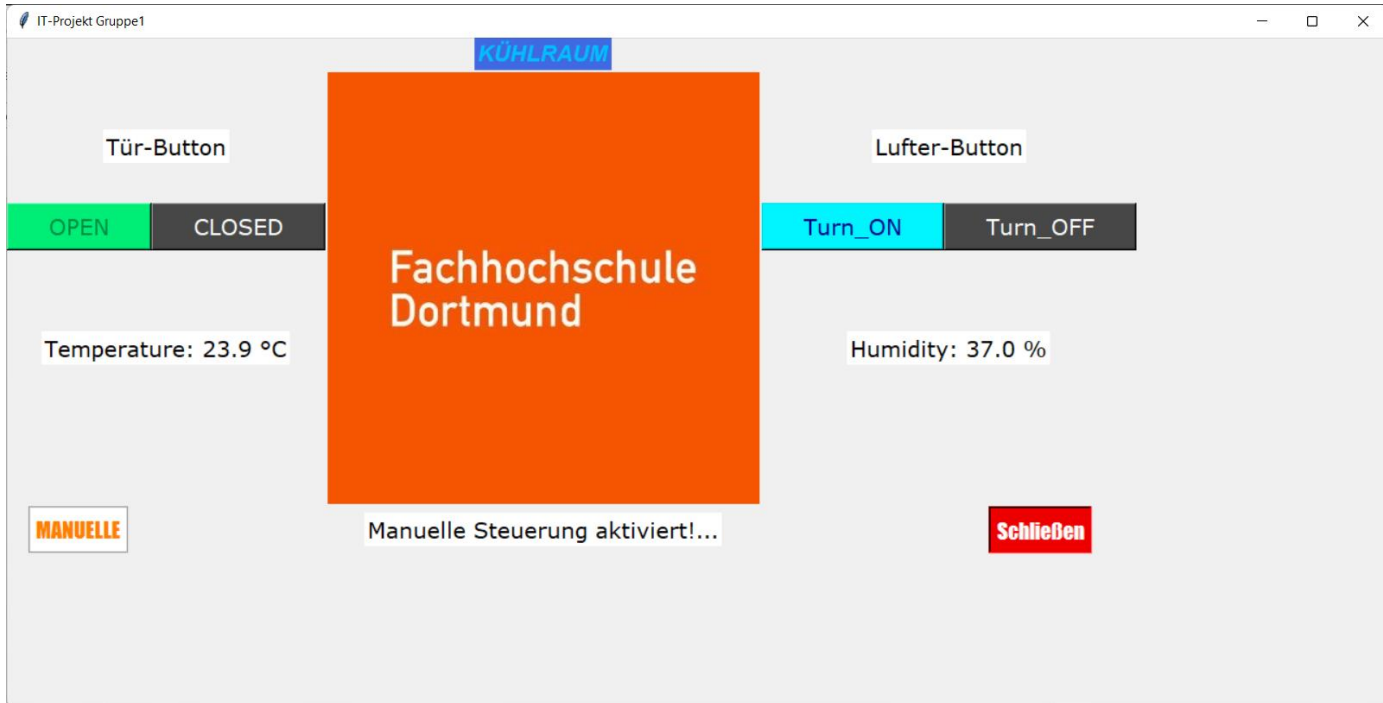 IT-Projekt Gruppe1
KÜHLRAUM
Tür-Button
Lufter-Button
OPEN CLOSED
Turn_ON Turn_OFF
Fachhochschule
Dortmund
Temperature: 23.9 °C
Humidity: 37.0 %
MANUELLE
Manuelle Steuerung aktiviert!...
Schließen